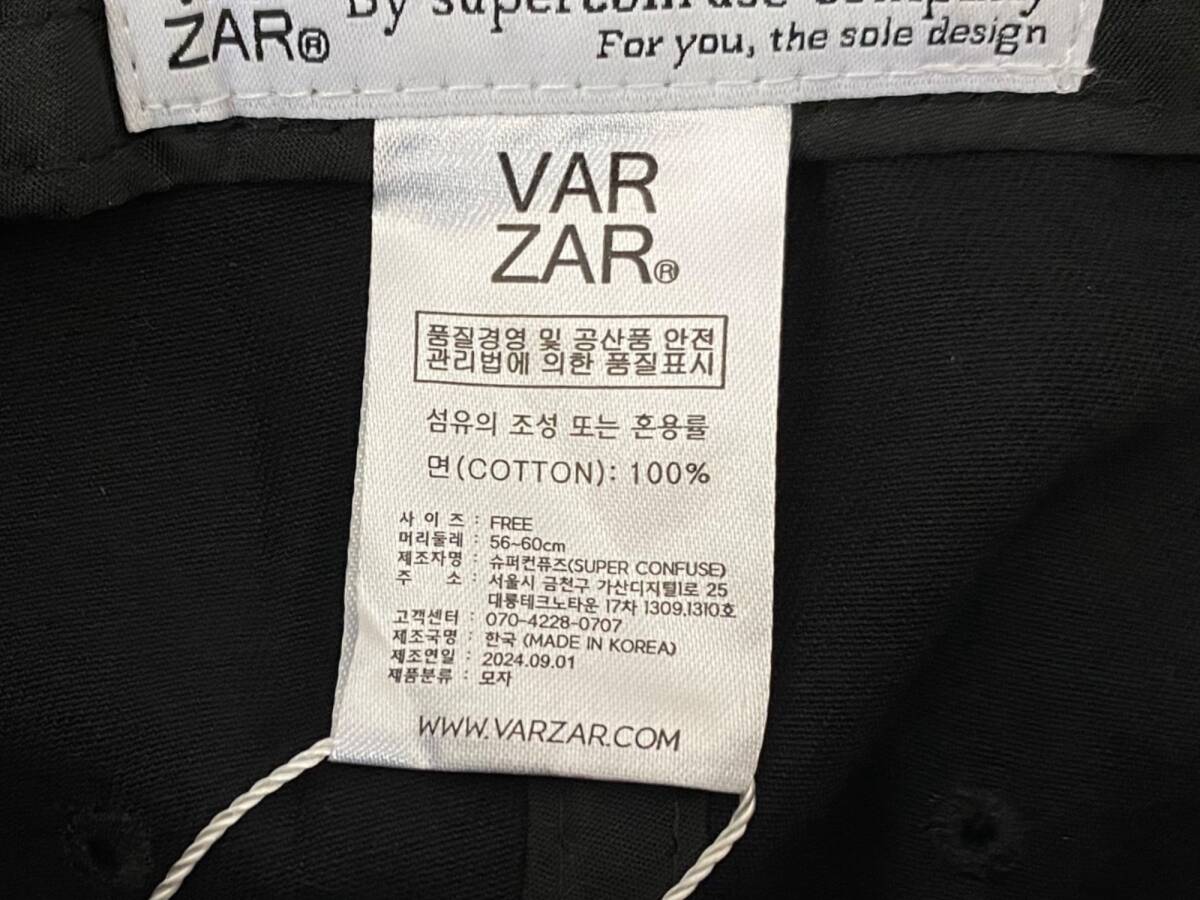 ZAR®
By superconfuse company
For you, the sole design
VAR
ZAR®
품질경영 및 공산품 안전
관리법에 의한 품질표시
섬유의 조성 또는 혼용률
면(COTTON): 100%
사 이 즈 : FREE
머리둘레 : 56~60cm
제조자명 : 슈퍼컨퓨즈(SUPER CONFUSE)
주 소 : 서울시 금천구 가산디지털1로 25
대륭테크노타운 17차 1309,1310호
고객센터 : 070-4228-0707
제조국명 : 한국 (MADE IN KOREA)
제조연일 : 2024.09.01
제품분류 : 모자
WWW.VARZAR.COM